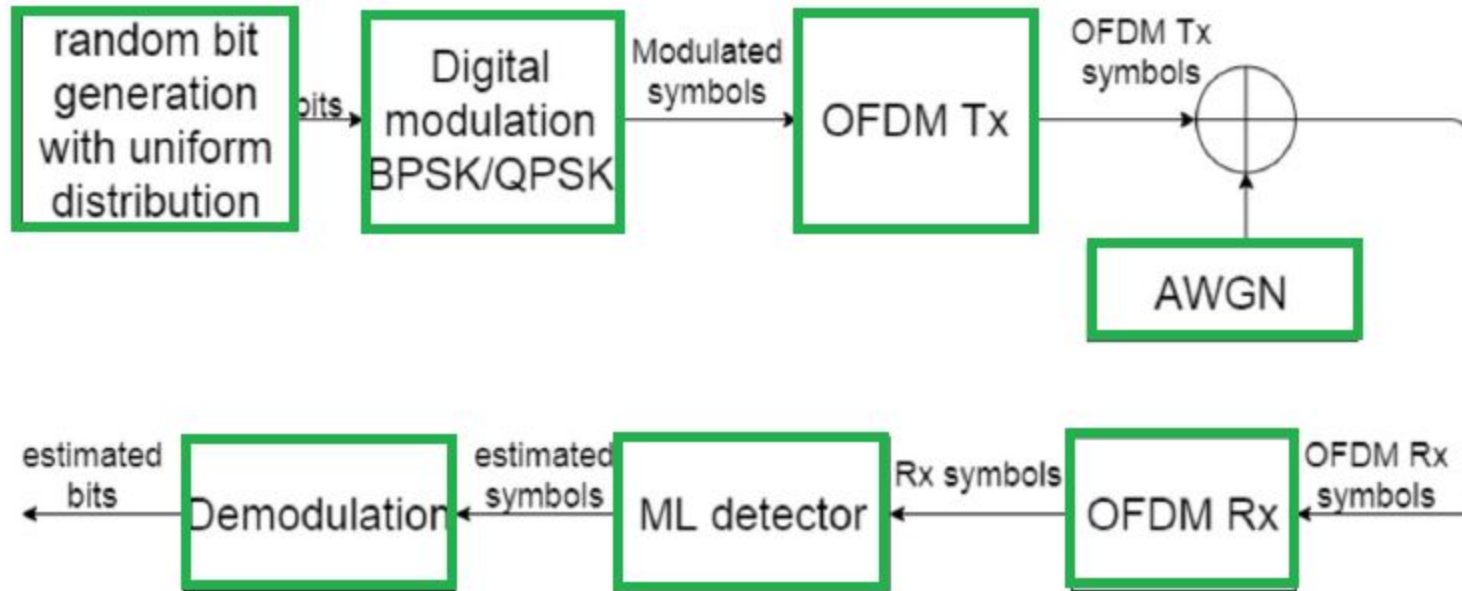 random bit
generation
with uniform
distribution
bits
Digital
modulation
BPSK/QPSK
Modulated
symbols
OFDM Tx
OFDM Tx
symbols
AWGN
estimated
bits
Demodulation
estimated
symbols
ML detector
Rx symbols
OFDM Rx
OFDM Rx
symbols